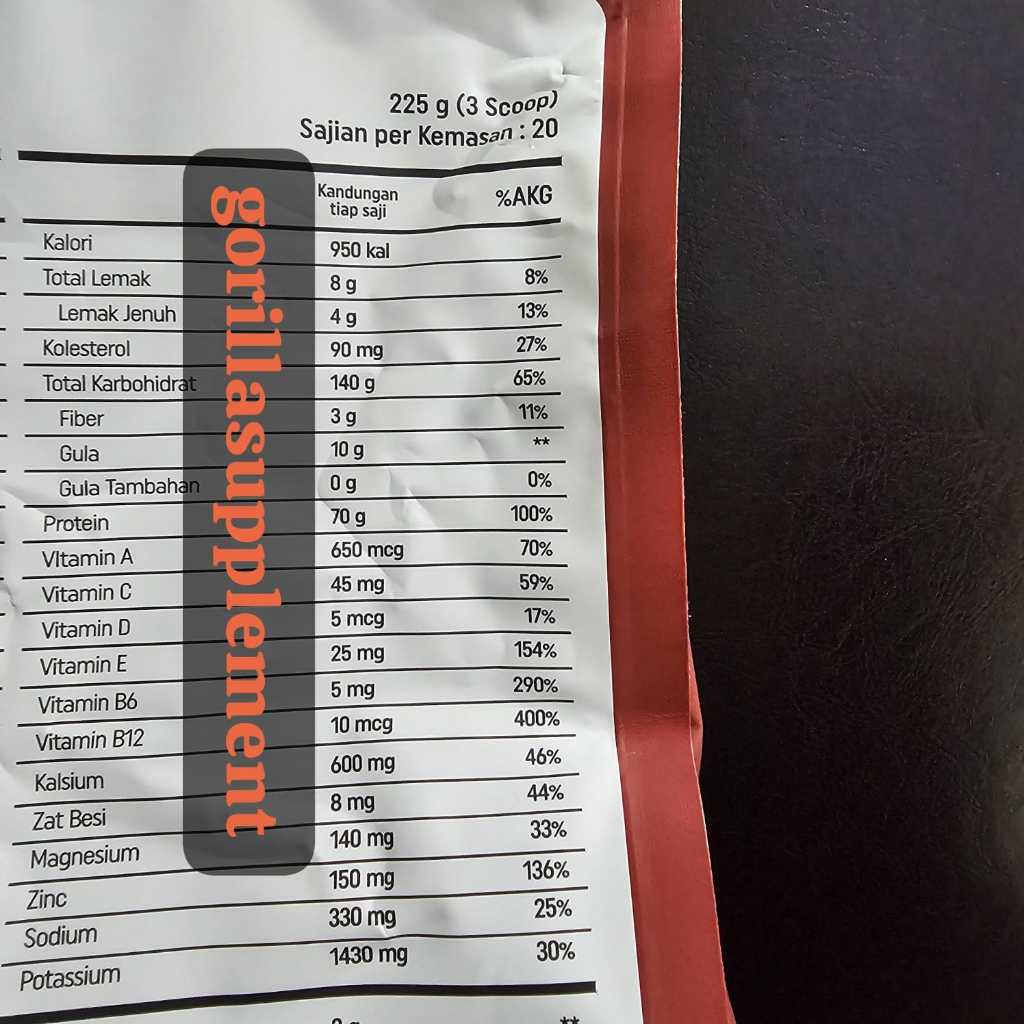 225 g (3 Scoop)
Sajian per Kemasan : 20
Kandungan tiap saji %AKG
Kalori 950 kal
Total Lemak 8 g 8%
Lemak Jenuh 4 g 13%
Kolesterol 90 mg 27%
Total Karbohidrat 140 g 65%
Fiber 3 g 11%
Gula 10 g **
Gula Tambahan 0 g 0%
Protein 70 g 100%
VItamin A 650 mcg 70%
Vitamin C 45 mg 59%
Vitamin D 5 mcg 17%
Vitamin E 25 mg 154%
Vitamin B6 5 mg 290%
Vitamin B12 10 mcg 400%
Kalsium 600 mg 46%
Zat Besi 8 mg 44%
Magnesium 140 mg 33%
Zinc 150 mg 136%
Sodium 330 mg 25%
Potassium 1430 mg 30%
**
gorillasupplement